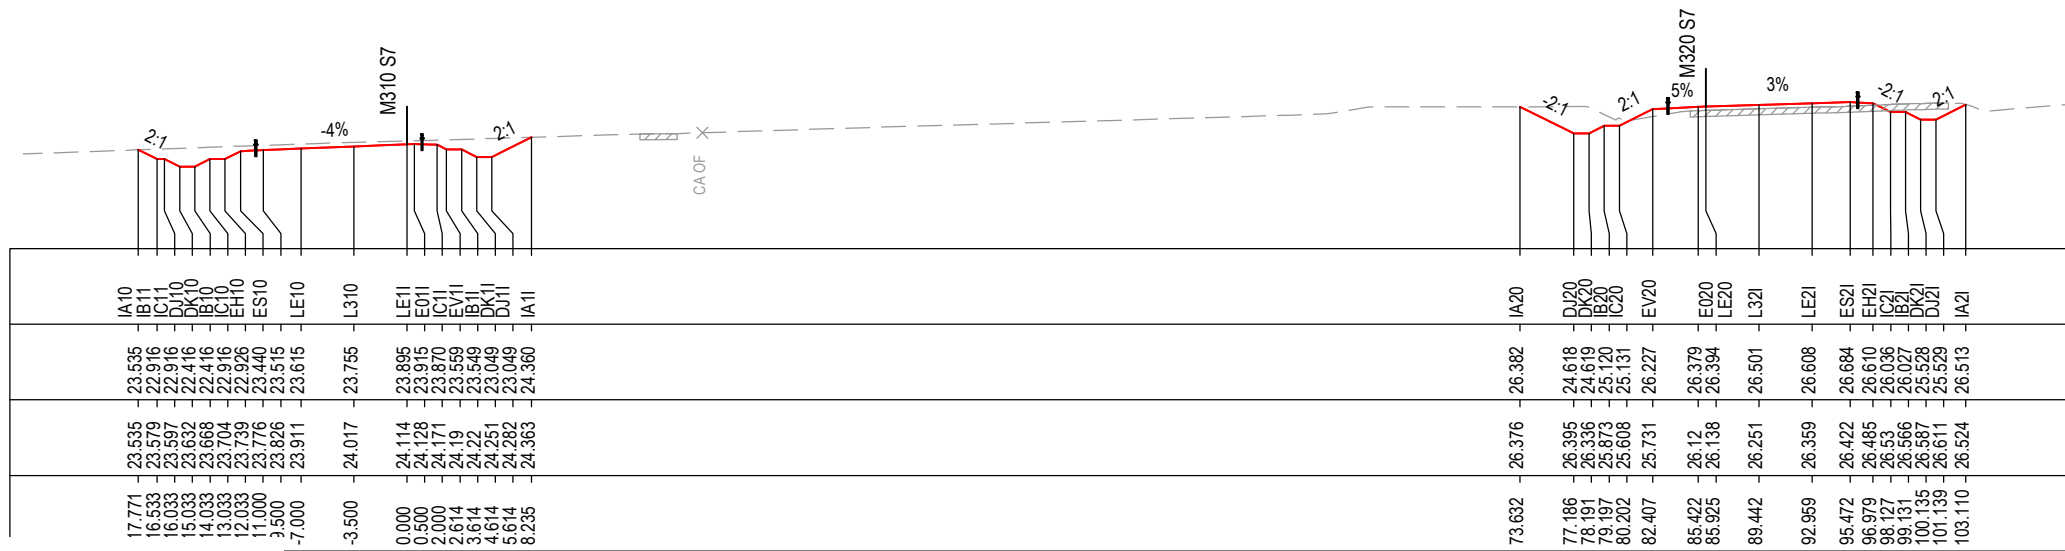 M310 S7
M320 S7
2:1
-4%
2:1
CA OF
-2:1
2:1
5%
3%
-2:1
2:1
IA10 IB11 IC11 DJ10 DK10 IB10 IC10 EH10 ES10 LE10 L310 LE1I E01I IC1I EV1I IB1I DK1I DJ1I IA1I IA20 DJ20 DK20 IB20 IC20 EV20 E020 LE20 L32I LE2I ES2I EH2I IC2I IB2I DK2I DJ2I IA2I
23.535 22.916 22.916 22.416 22.416 22.916 22.926 23.440 23.515 23.615 23.755 23.895 23.915 23.870 23.559 23.549 23.049 23.049 24.360 26.382 24.618 24.619 25.120 25.131 26.227 26.379 26.394 26.501 26.608 26.684 26.610 26.036 26.027 25.528 25.529 26.513
23.535 23.579 23.597 23.632 23.668 23.704 23.739 23.776 23.826 23.911 24.017 24.114 24.128 24.171 24.19 24.22 24.251 24.282 24.363 26.376 26.395 26.336 25.873 25.608 25.731 26.12 26.138 26.251 26.359 26.422 26.485 26.53 26.566 26.587 26.611 26.524
17.771 16.533 16.033 15.033 14.033 13.033 12.033 11.000 9.500 -7.000 -3.500 0.000 0.500 2.000 2.614 3.614 4.614 5.614 8.235 73.632 77.186 78.191 79.197 80.202 82.407 85.422 85.925 89.442 92.959 95.472 96.979 98.127 99.131 100.135 101.139 103.110